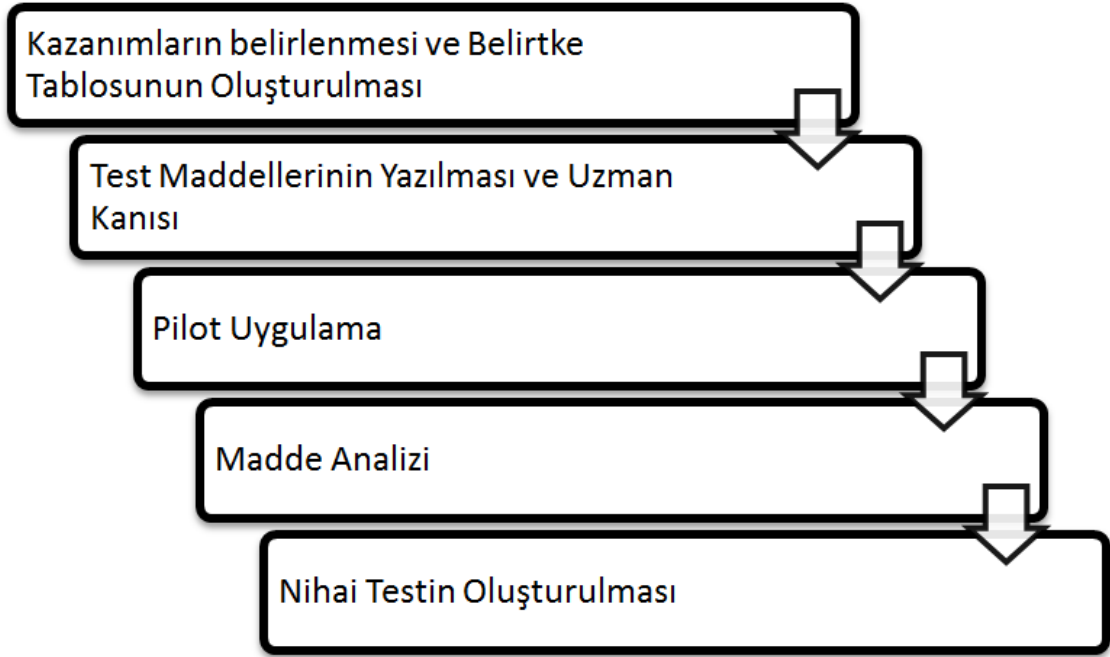 Kazanımların belirlenmesi ve Belirtke
Tablosunun Oluşturulması
Test Maddellerinin Yazılması ve Uzman
Kanısı
Pilot Uygulama
Madde Analizi
Nihai Testin Oluşturulması